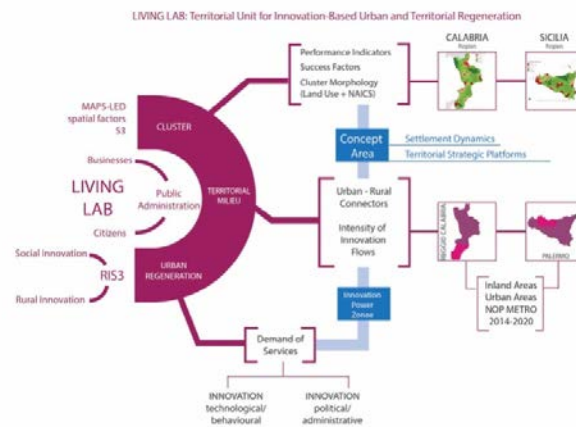 LIVING LAB: Territorial Unit for Innovation-Based Urban and Territorial Regeneration
Performance Indicators
Success Factors
Cluster Morphology
(Land Use + NAICS)
CALABRIA
Region
SICILIA
Region
MAPS-LED
spatial factors
S3
CLUSTER
Concept
Area
Settlement Dynamics
Territorial Strategic Platforms
Businesses
LIVING
LAB
Public
Administration
Citizens
TERRITORIAL
MILIEU
Urban - Rural
Connectors
Intensity of
Innovation
Flows
REGGIO CALABRIA
PALERMO
Social innovation
RIS3
Rural Innovation
URBAN
REGENERATION
Innovation
Power
Zones
Inland Areas
Urban Areas
NOP METRO
2014-2020
Demand of
Services
INNOVATION
technological/
behavioural
INNOVATION
political/
administrative